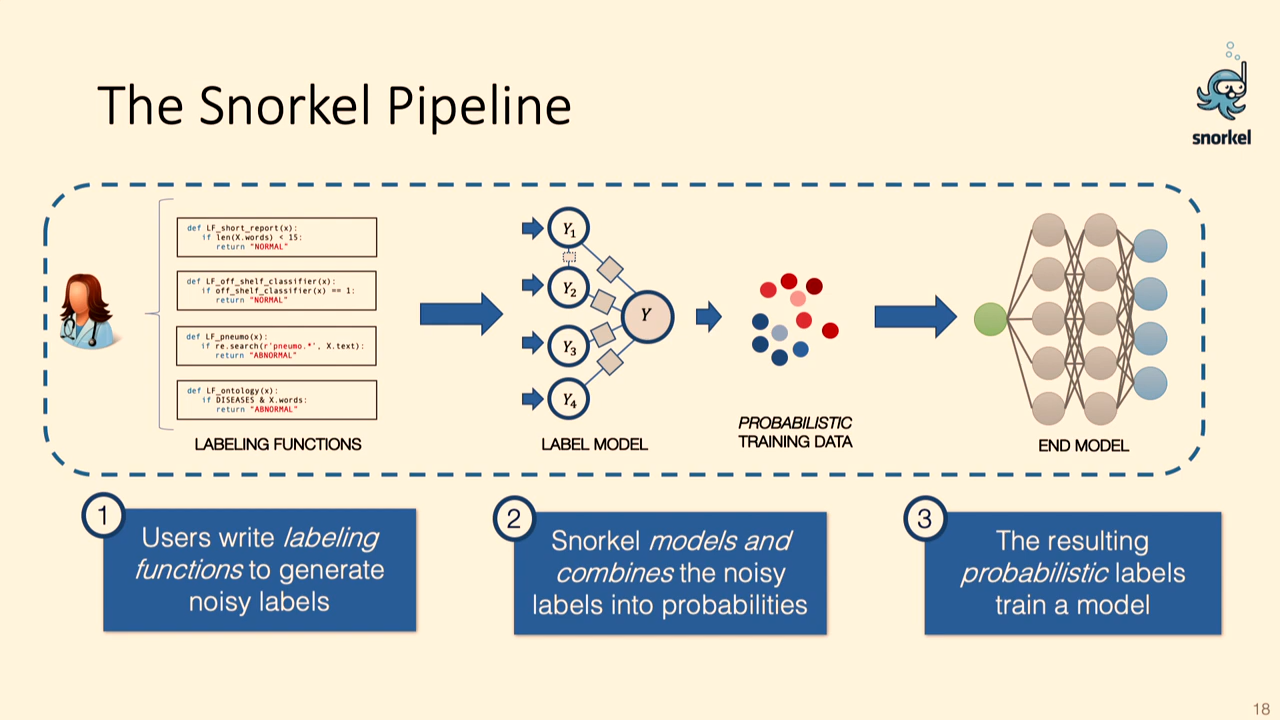 The Snorkel Pipeline
snorkel
def LF_short_report(x):
if len(X.words) < 15:
return "NORMAL"
def LF_off_shelf_classifier(x):
if off_shelf_classifier(x) == 1:
return "NORMAL"
def LF_pneumo(x):
if re.search(r'pneumo.*', X.text):
return "ABNORMAL"
def LF_ontology(x):
if DISEASES & X.words:
return "ABNORMAL"
LABELING FUNCTIONS
Y1
Y2
Y3
Y4
Y
LABEL MODEL
PROBABILISTIC
TRAINING DATA
END MODEL
1
Users write labeling
functions to generate
noisy labels
2
Snorkel models and
combines the noisy
labels into probabilities
3
The resulting
probabilistic labels
train a model
18